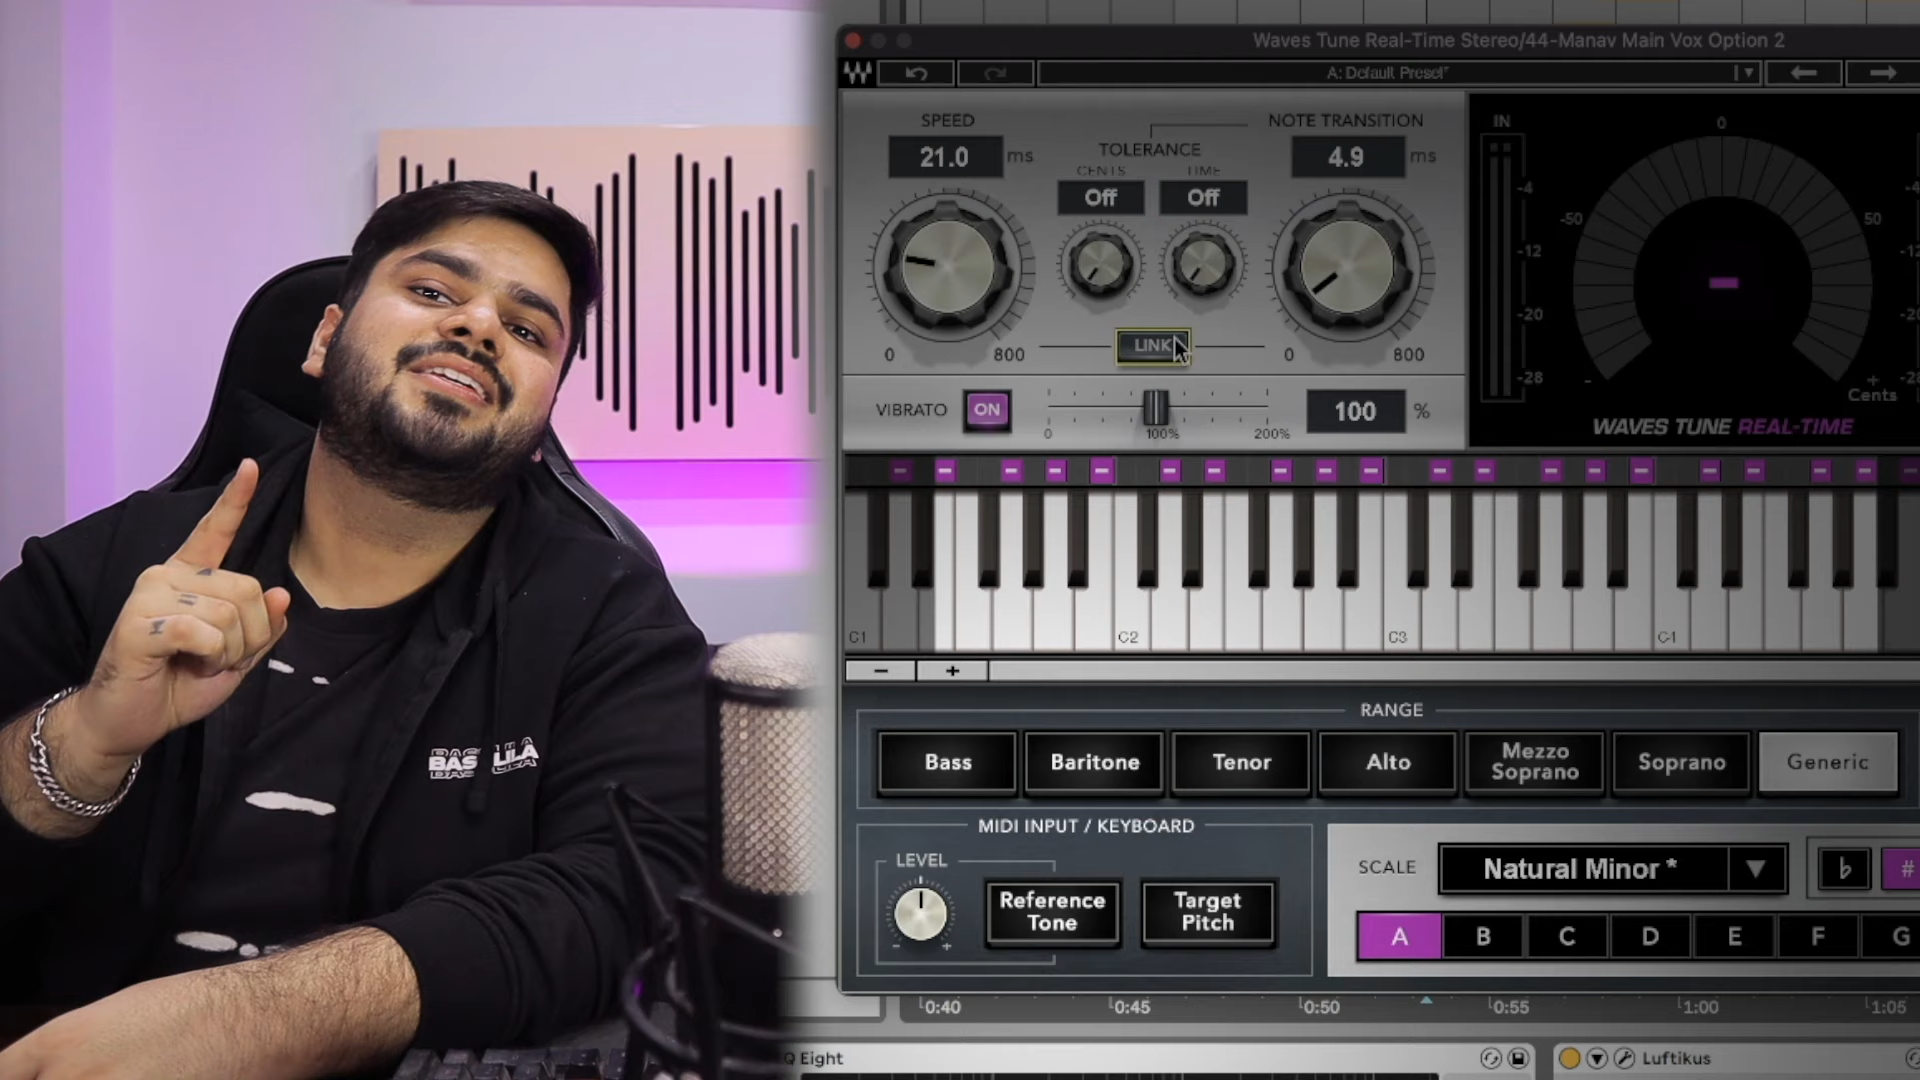 Waves Tune Real-Time Stereo/44-Manav Main Vox Option 2
A: Default Preset*
SPEED
21.0 ms
0 800
TOLERANCE
CENTS TIME
Off Off
LINK
NOTE TRANSITION
4.9 ms
0 800
VIBRATO ON
0 100% 200%
100 %
IN
-4
-12
-20
-28
0
-50 50
- +
Cents
WAVES TUNE REAL-TIME
C1 C2 C3 C4
- +
RANGE
Bass Baritone Tenor Alto Mezzo Soprano Soprano Generic
MIDI INPUT / KEYBOARD
LEVEL
- +
Reference Tone
Target Pitch
SCALE Natural Minor * ♭ #
A B C D E F G
0:40 0:45 0:50 0:55 1:00 1:05
Q Eight Luftikus